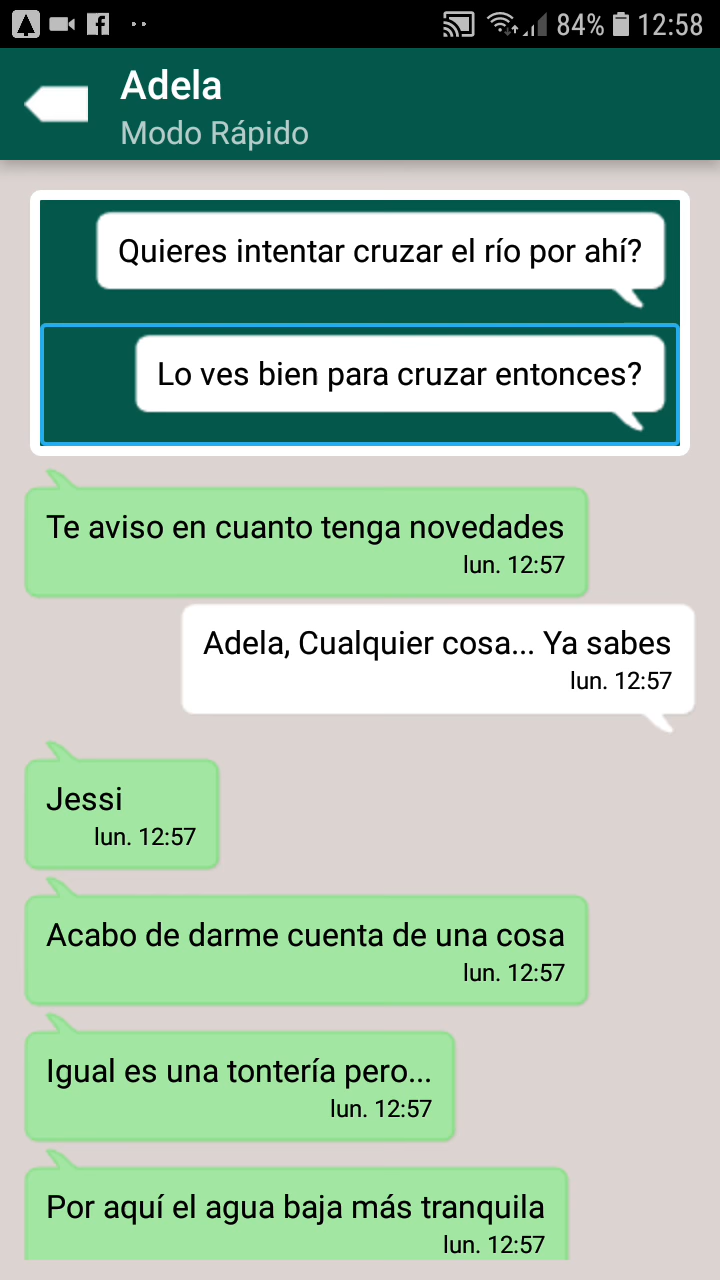 84% 12:58
Adela
Modo Rápido
Quieres intentar cruzar el río por ahí?
Lo ves bien para cruzar entonces?
Te aviso en cuanto tenga novedades
lun. 12:57
Adela, Cualquier cosa... Ya sabes
lun. 12:57
Jessi
lun. 12:57
Acabo de darme cuenta de una cosa
lun. 12:57
Igual es una tontería pero...
lun. 12:57
Por aquí el agua baja más tranquila
lun. 12:57